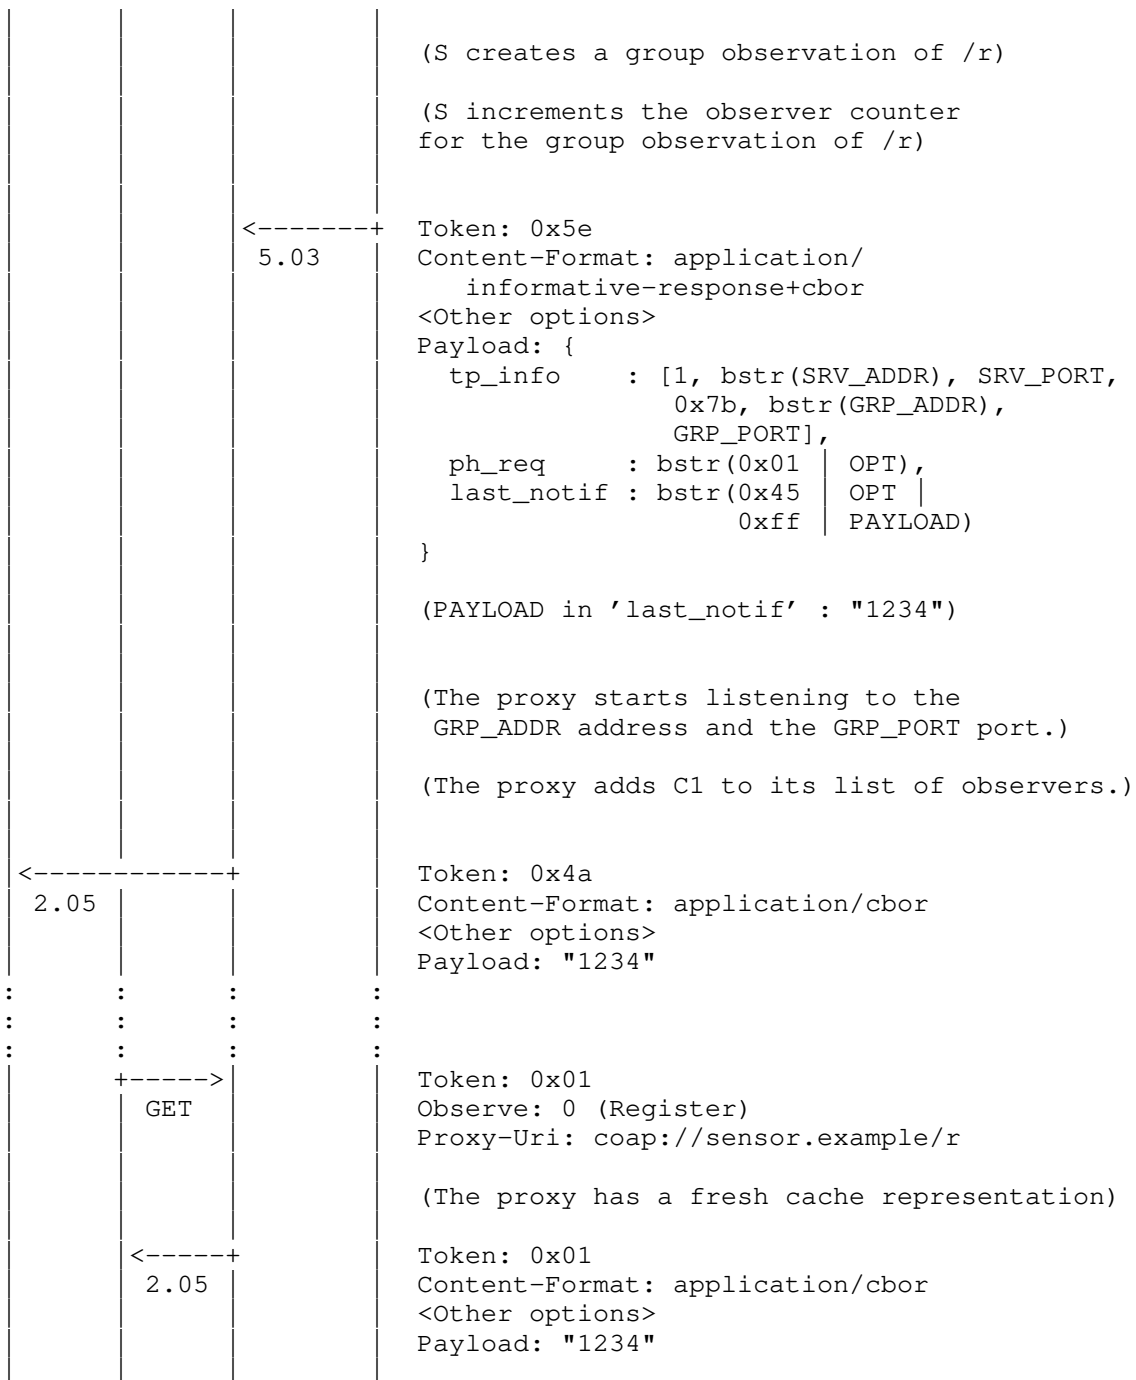 (S creates a group observation of /r)
(S increments the observer counter
for the group observation of /r)
<-------+ Token: 0x5e
5.03 Content-Format: application/
informative-response+cbor
<Other options>
Payload: {
tp_info : [1, bstr(SRV_ADDR), SRV_PORT,
0x7b, bstr(GRP_ADDR),
GRP_PORT],
ph_req : bstr(0x01 | OPT),
last_notif : bstr(0x45 | OPT |
0xff | PAYLOAD)
}
(PAYLOAD in ’last_notif’ : "1234")
(The proxy starts listening to the
GRP_ADDR address and the GRP_PORT port.)
(The proxy adds C1 to its list of observers.)
<------------+ Token: 0x4a
2.05 Content-Format: application/cbor
<Other options>
Payload: "1234"
: : : :
: : : :
: : : :
+-----> Token: 0x01
GET Observe: 0 (Register)
Proxy-Uri: coap://sensor.example/r
(The proxy has a fresh cache representation)
<-----+ Token: 0x01
2.05 Content-Format: application/cbor
<Other options>
Payload: "1234"